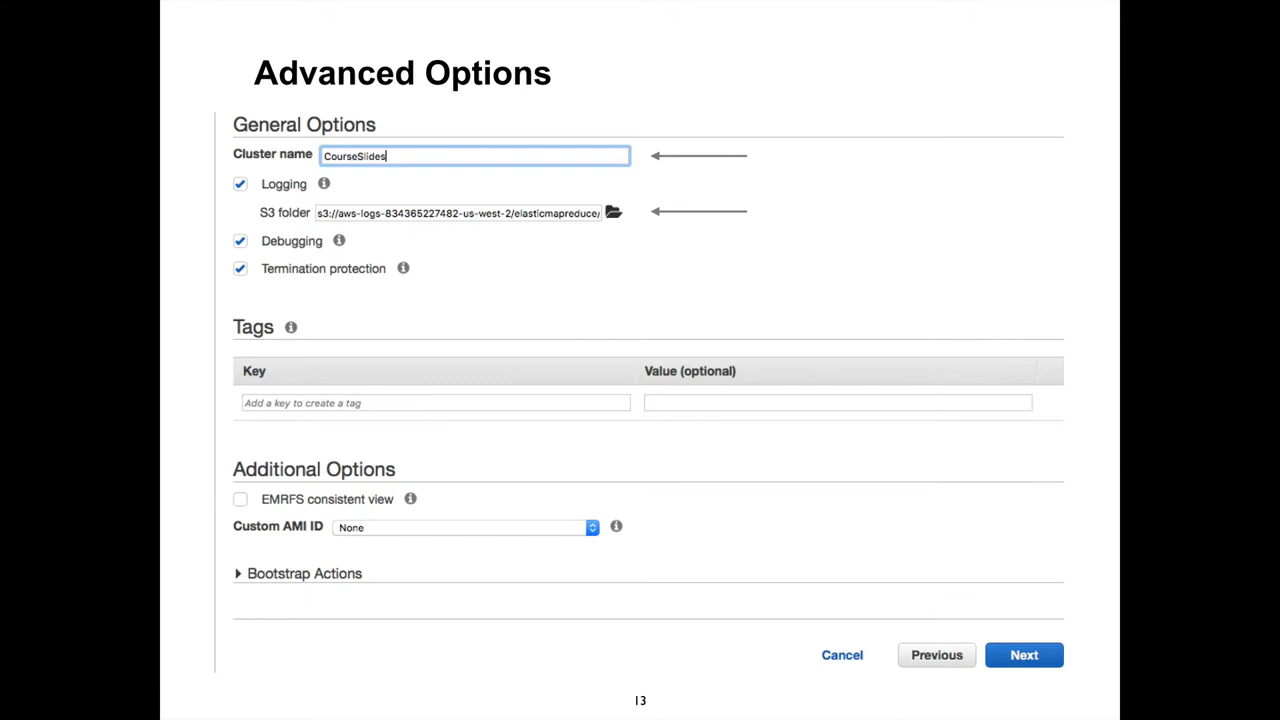 Advanced Options
General Options
Cluster name CourseSlides
Logging
S3 folder s3://aws-logs-834365227482-us-west-2/elasticmapreduce/
Debugging
Termination protection
Tags
Key Value (optional)
Add a key to create a tag
Additional Options
EMRFS consistent view
Custom AMI ID None
Bootstrap Actions
Cancel Previous Next
13